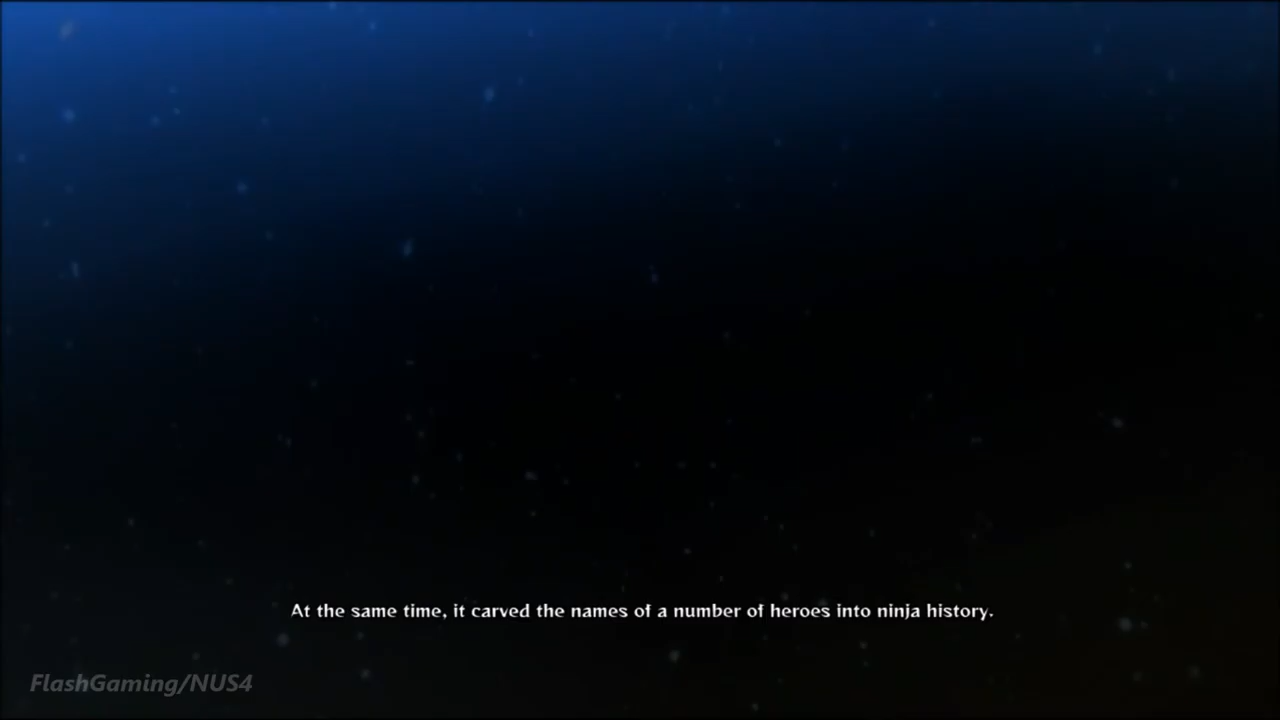 At the same time, it carved the names of a number of heroes into ninja history.
FlashGaming/NUS4